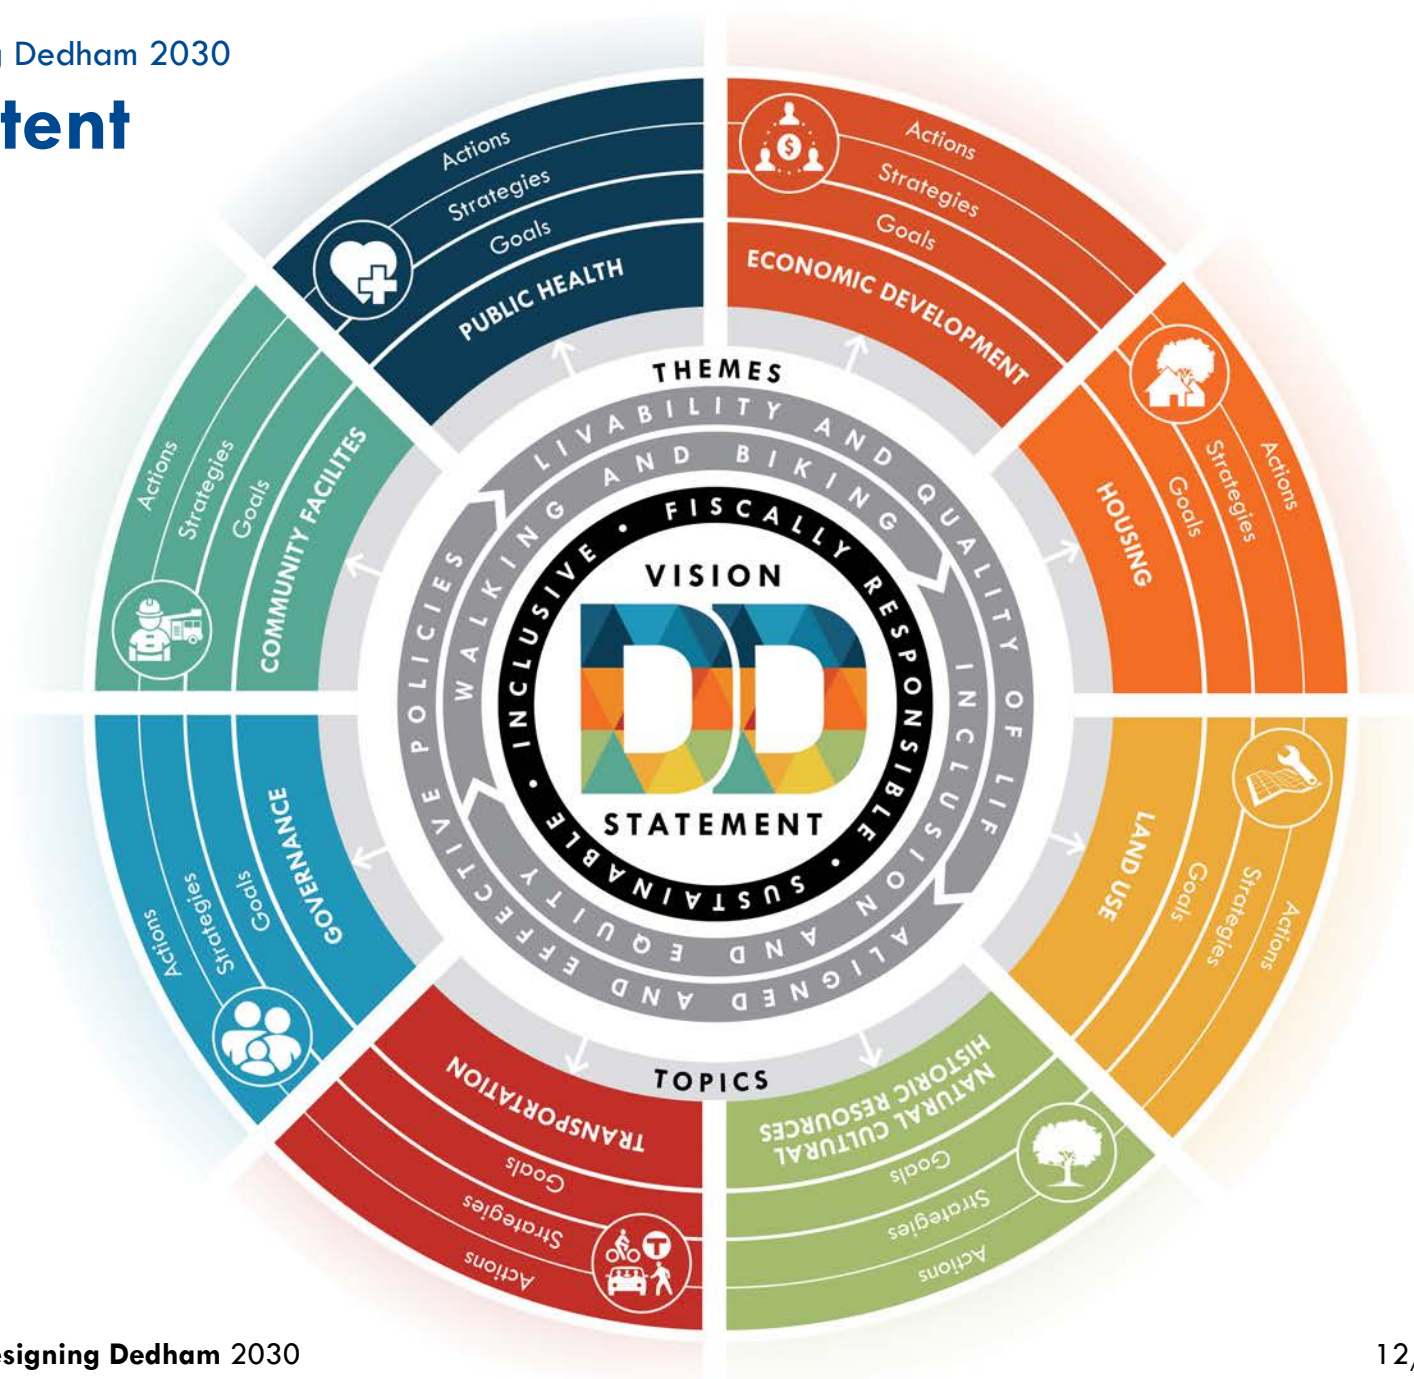 g Dedham 2030
tent
Actions
Strategies
Goals
PUBLIC HEALTH
Actions
Strategies
Goals
ECONOMIC DEVELOPMENT
Actions
Strategies
Goals
HOUSING
Actions
Strategies
Goals
LAND USE
NATURAL CULTURAL
HISTORIC RESOURCES
Goals
Strategies
Actions
TRANSPORTATION
Goals
Strategies
T
Actions
GOVERNANCE
Goals
Strategies
Actions
COMMUNITY FACILITES
Goals
Strategies
Actions
THEMES
LIVABILITY AND QUALITY OF LIF
ALIGNED AND EFFECTIVE POLICIES
WALKING AND BIKING
INCLUSION AND EQUITY
FISCALLY RESPONSIBLE • SUSTAINABLE • INCLUSIVE •
VISION
DD
STATEMENT
TOPICS
$
esigning Dedham 2030
12/